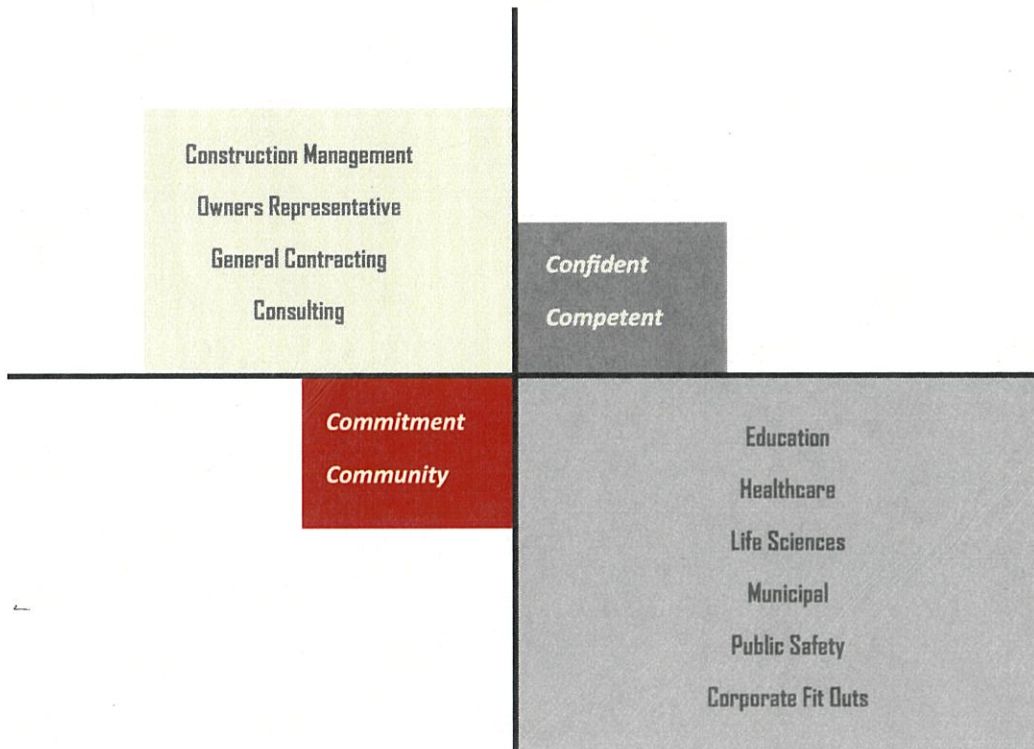 Construction Management
Owners Representative
General Contracting
Consulting
Confident
Competent
Commitment
Community
Education
Healthcare
Life Sciences
Municipal
Public Safety
Corporate Fit Outs